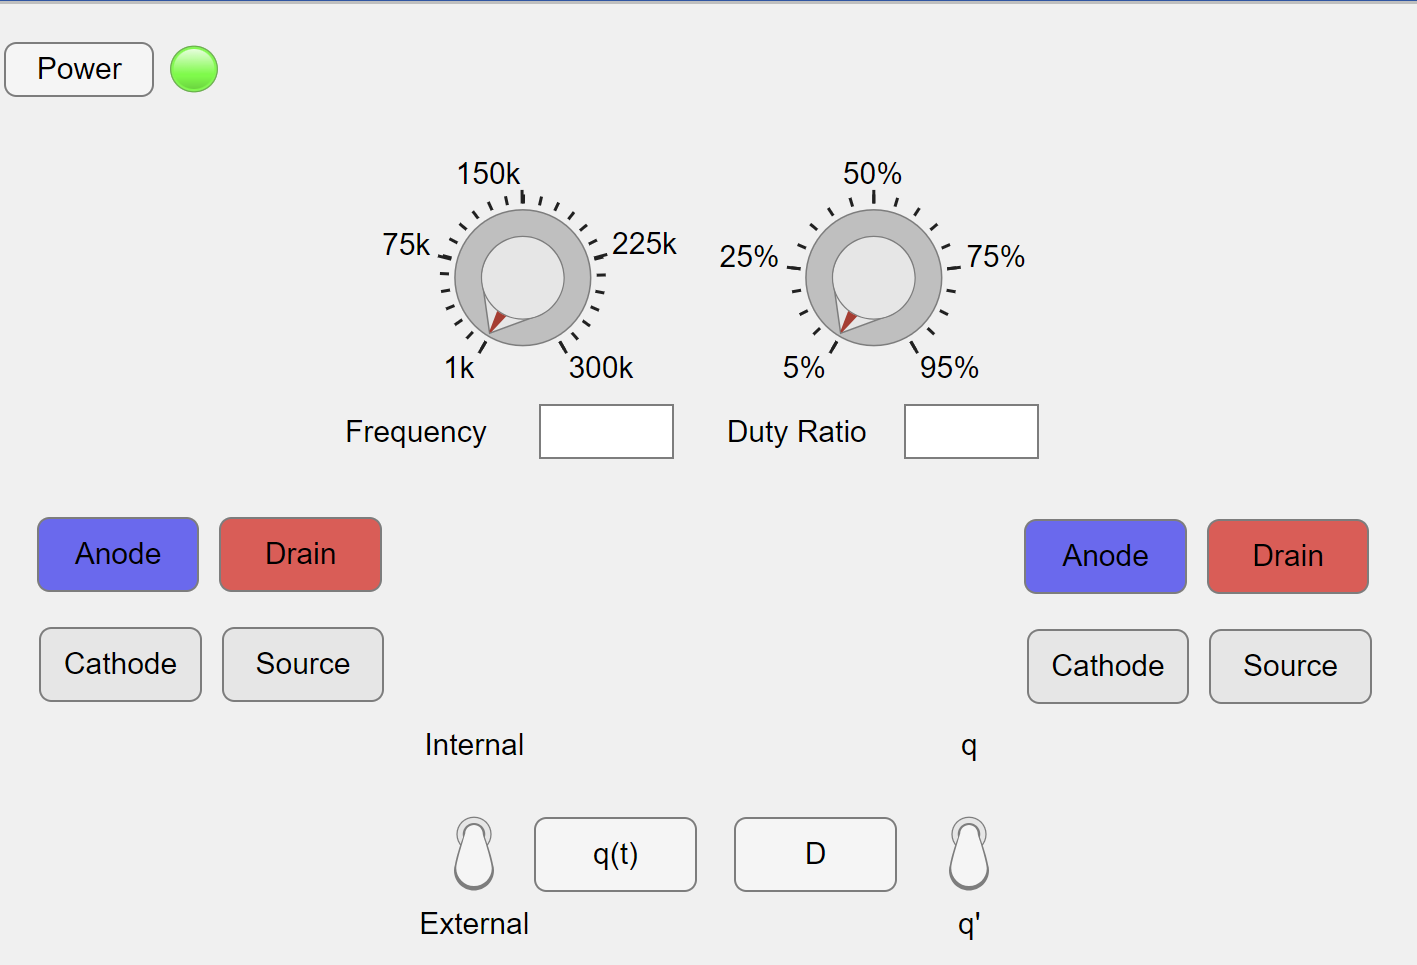 Power
150k
50%
75k
225k
25%
75%
1k
300k
5%
95%
Frequency
Duty Ratio
Anode
Drain
Anode
Drain
Cathode
Source
Cathode
Source
Internal
q
q(t)
D
External
q'